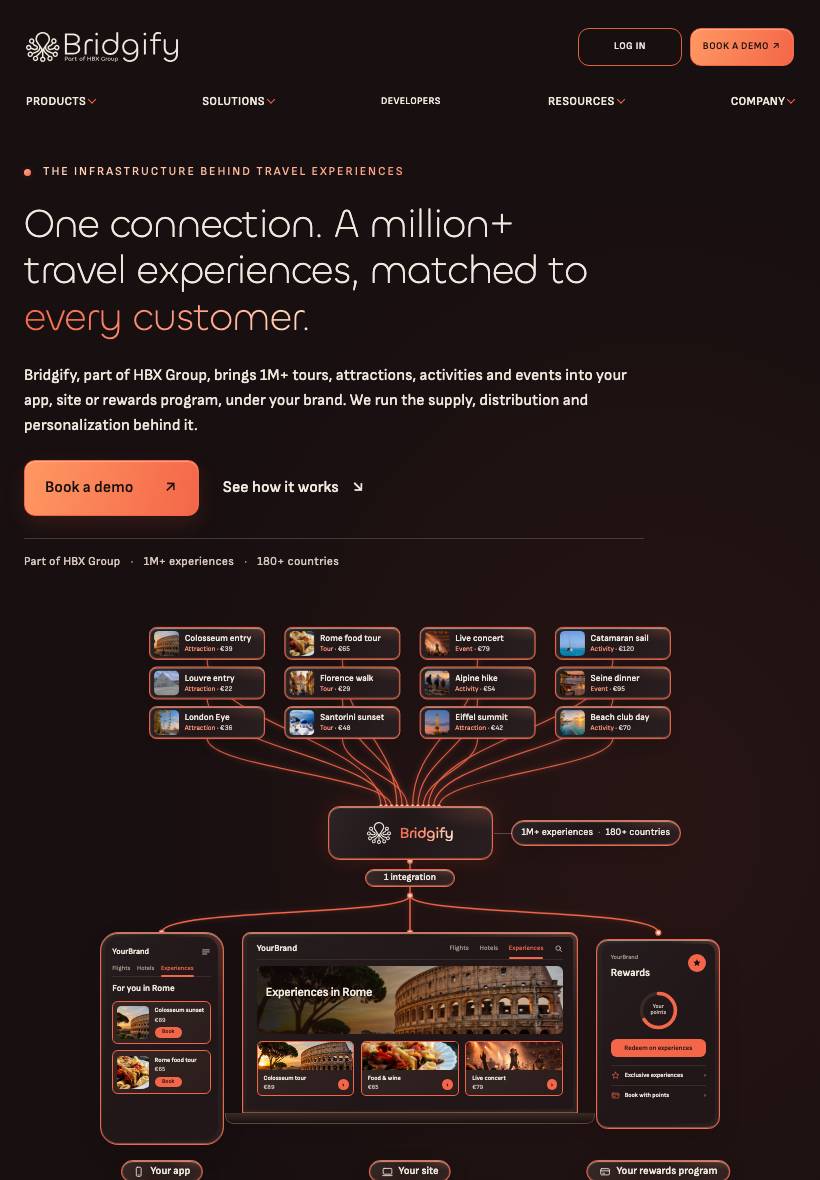 Bridgify
Part of HBX Group
LOG IN
BOOK A DEMO
PRODUCTS
SOLUTIONS
DEVELOPERS
RESOURCES
COMPANY
THE INFRASTRUCTURE BEHIND TRAVEL EXPERIENCES
One connection. A million+
travel experiences, matched to
every customer.
Bridgify, part of HBX Group, brings 1M+ tours, attractions, activities and events into your
app, site or rewards program, under your brand. We run the supply, distribution and
personalization behind it.
Book a demo
See how it works
Part of HBX Group · 1M+ experiences · 180+ countries
Colosseum entry
Attraction · €39
Rome food tour
Tour · €65
Live concert
Event · €79
Catamaran sail
Activity · €120
Louvre entry
Attraction · €22
Florence walk
Tour · €29
Alpine hike
Activity · €54
Seine dinner
Event · €95
London Eye
Attraction · €36
Santorini sunset
Tour · €48
Eiffel summit
Attraction · €42
Beach club day
Activity · €70
Bridgify
1M+ experiences · 180+ countries
1 integration
YourBrand
Flights Hotels Experiences
For you in Rome
Colosseum sunset
€89
Book
Rome food tour
€65
Book
YourBrand
Flights Hotels Experiences
Experiences in Rome
Colosseum tour
€89
Food & wine
€65
Live concert
€79
YourBrand
Rewards
Your
points
Redeem on experiences
Exclusive experiences
Book with points
Your app
Your site
Your rewards program